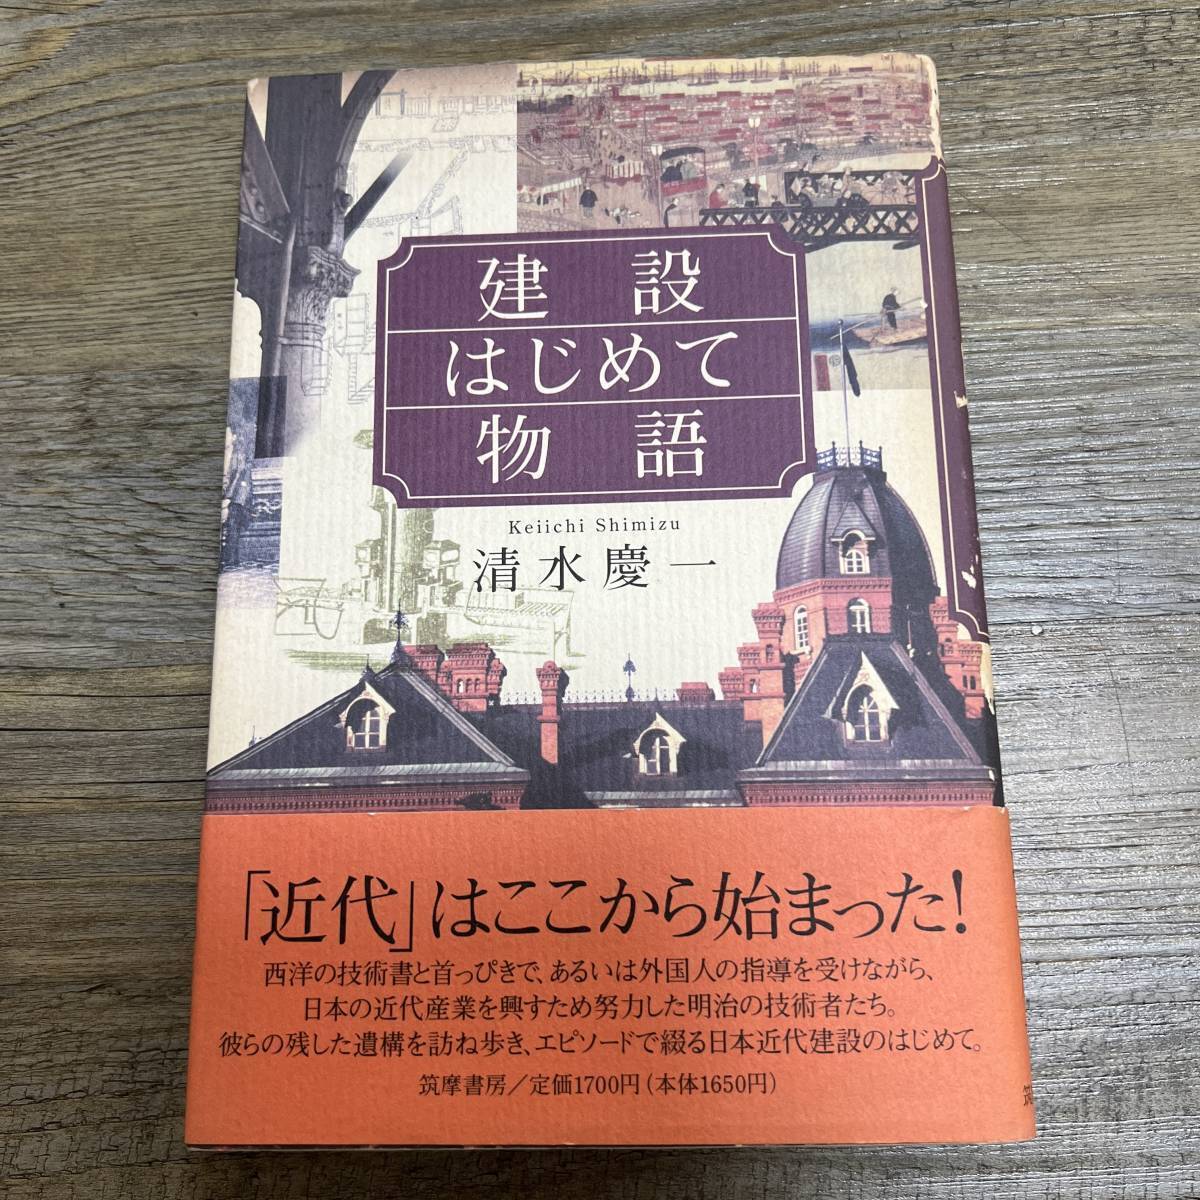 建設
はじめて
物語
Keiichi Shimizu
清水慶一
「近代」はここから始まった!
西洋の技術書と首っぴきで、あるいは外国人の指導を受けながら、
日本の近代産業を興すため努力した明治の技術者たち。
彼らの残した遺構を訪ね歩き、エピソードで綴る日本近代建設のはじめて。
筑摩書房/定価1700円(本体1650円)